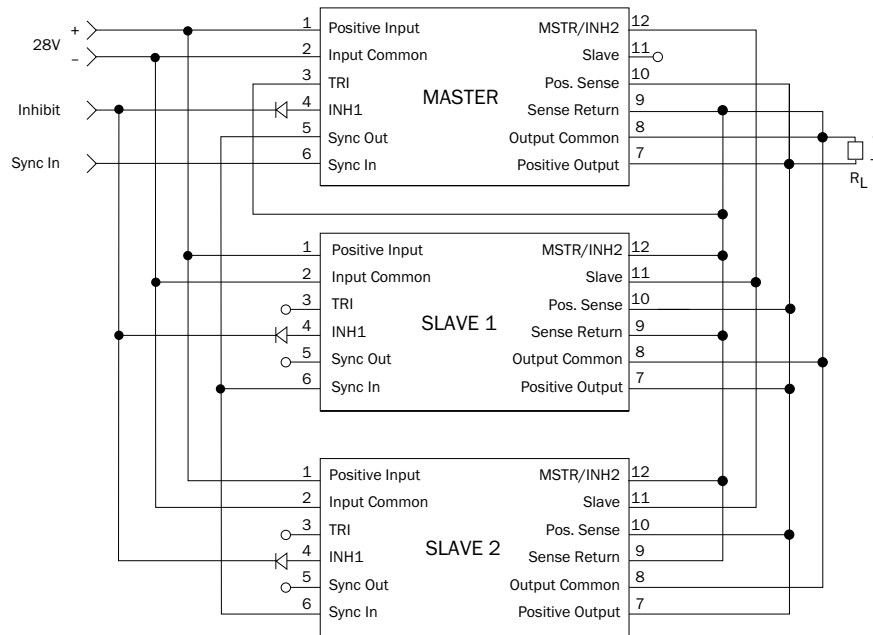 28V
+
–
Inhibit
Sync In
MASTER
1 Positive Input
2 Input Common
3 TRI
4 INH1
5 Sync Out
6 Sync In
MSTR/INH2 12
Slave 11
Pos. Sense 10
Sense Return 9
Output Common 8
Positive Output 7
RL
SLAVE 1
1 Positive Input
2 Input Common
3 TRI
4 INH1
5 Sync Out
6 Sync In
MSTR/INH2 12
Slave 11
Pos. Sense 10
Sense Return 9
Output Common 8
Positive Output 7
SLAVE 2
1 Positive Input
2 Input Common
3 TRI
4 INH1
5 Sync Out
6 Sync In
MSTR/INH2 12
Slave 11
Pos. Sense 10
Sense Return 9
Output Common 8
Positive Output 7